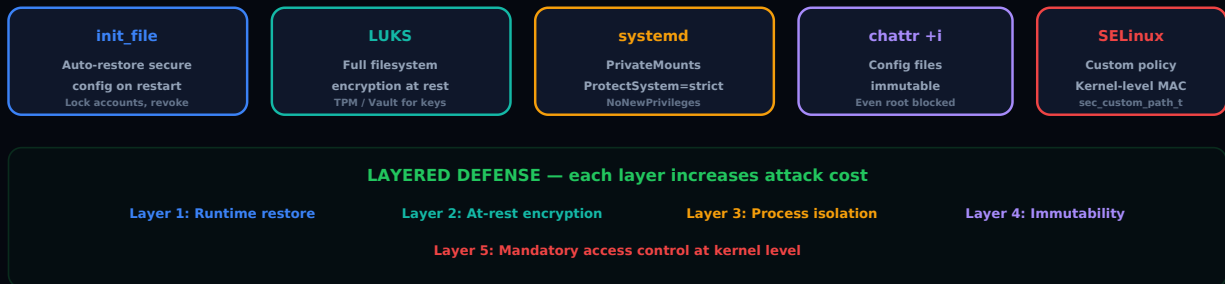 init_file
Auto-restore secure
config on restart
Lock accounts, revoke
LUKS
Full filesystem
encryption at rest
TPM / Vault for keys
systemd
PrivateMounts
ProtectSystem=strict
NoNewPrivileges
chattr +i
Config files
immutable
Even root blocked
SELinux
Custom policy
Kernel-level MAC
sec_custom_path_t
LAYERED DEFENSE — each layer increases attack cost
Layer 1: Runtime restore
Layer 2: At-rest encryption
Layer 3: Process isolation
Layer 4: Immutability
Layer 5: Mandatory access control at kernel level